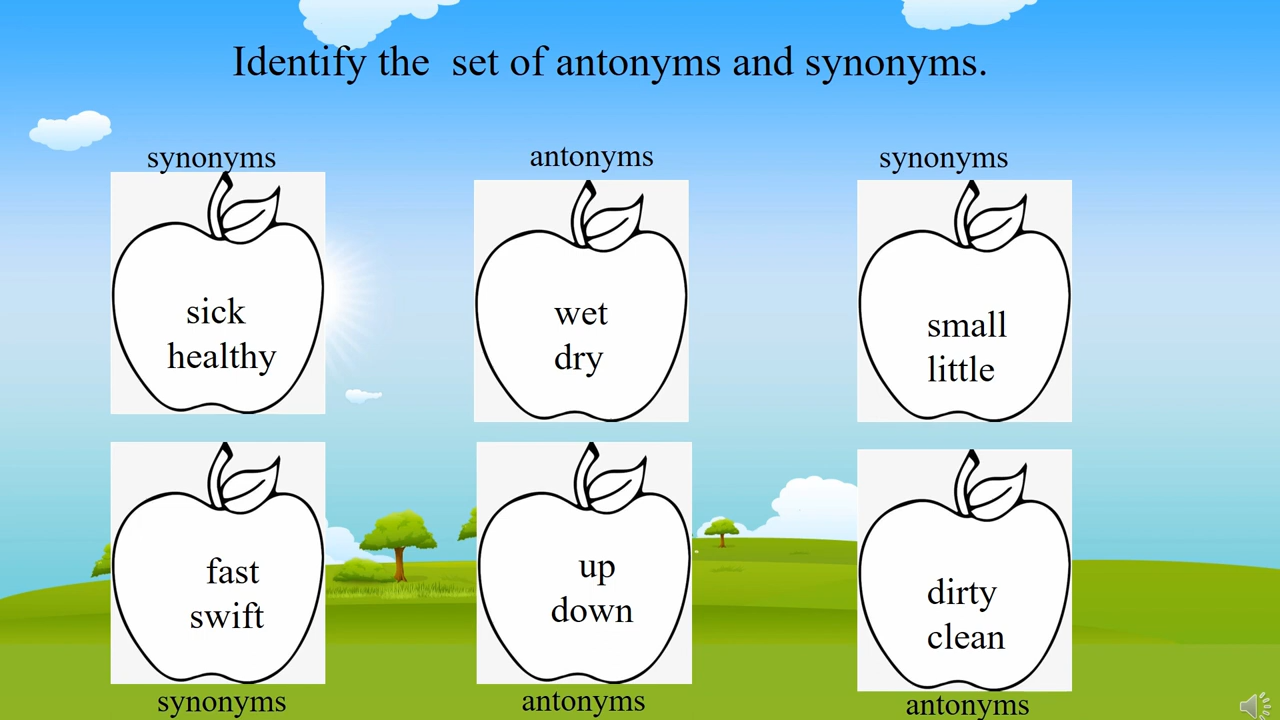 Identify the set of antonyms and synonyms.
synonyms
antonyms
synonyms
sick
healthy
wet
dry
small
little
fast
swift
up
down
dirty
clean
synonyms
antonyms
antonyms